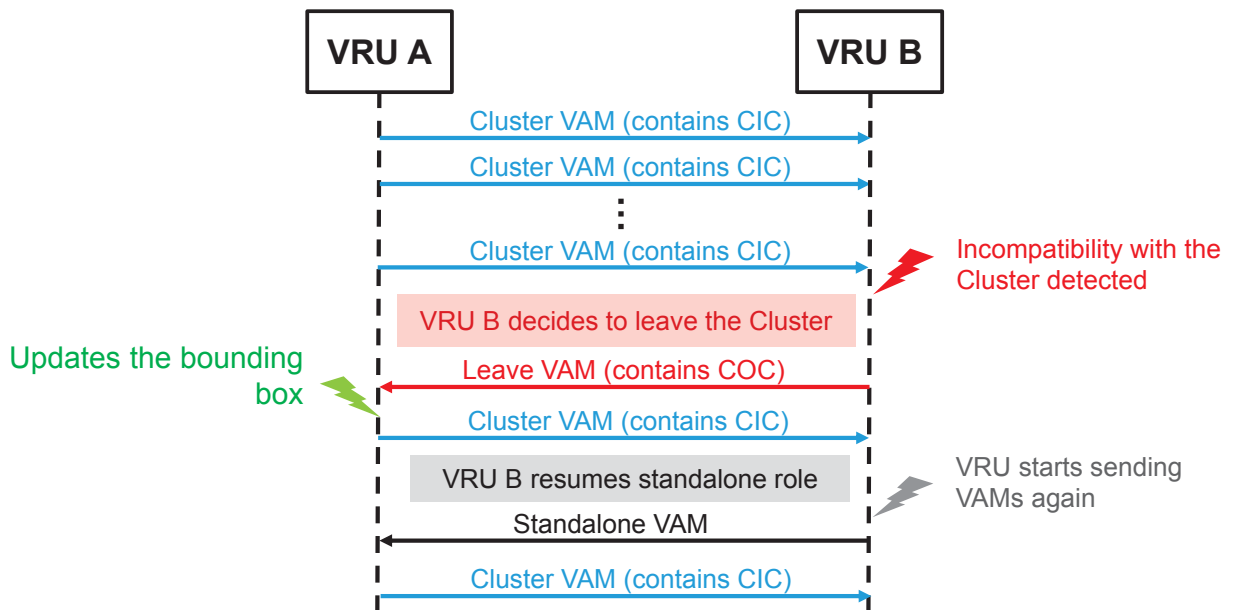 VRU A
VRU B
Cluster VAM (contains CIC)
Cluster VAM (contains CIC)
Cluster VAM (contains CIC)
Incompatibility with the
Cluster detected
VRU B decides to leave the Cluster
Updates the bounding
box
Leave VAM (contains COC)
Cluster VAM (contains CIC)
VRU B resumes standalone role
VRU starts sending
VAMs again
Standalone VAM
Cluster VAM (contains CIC)